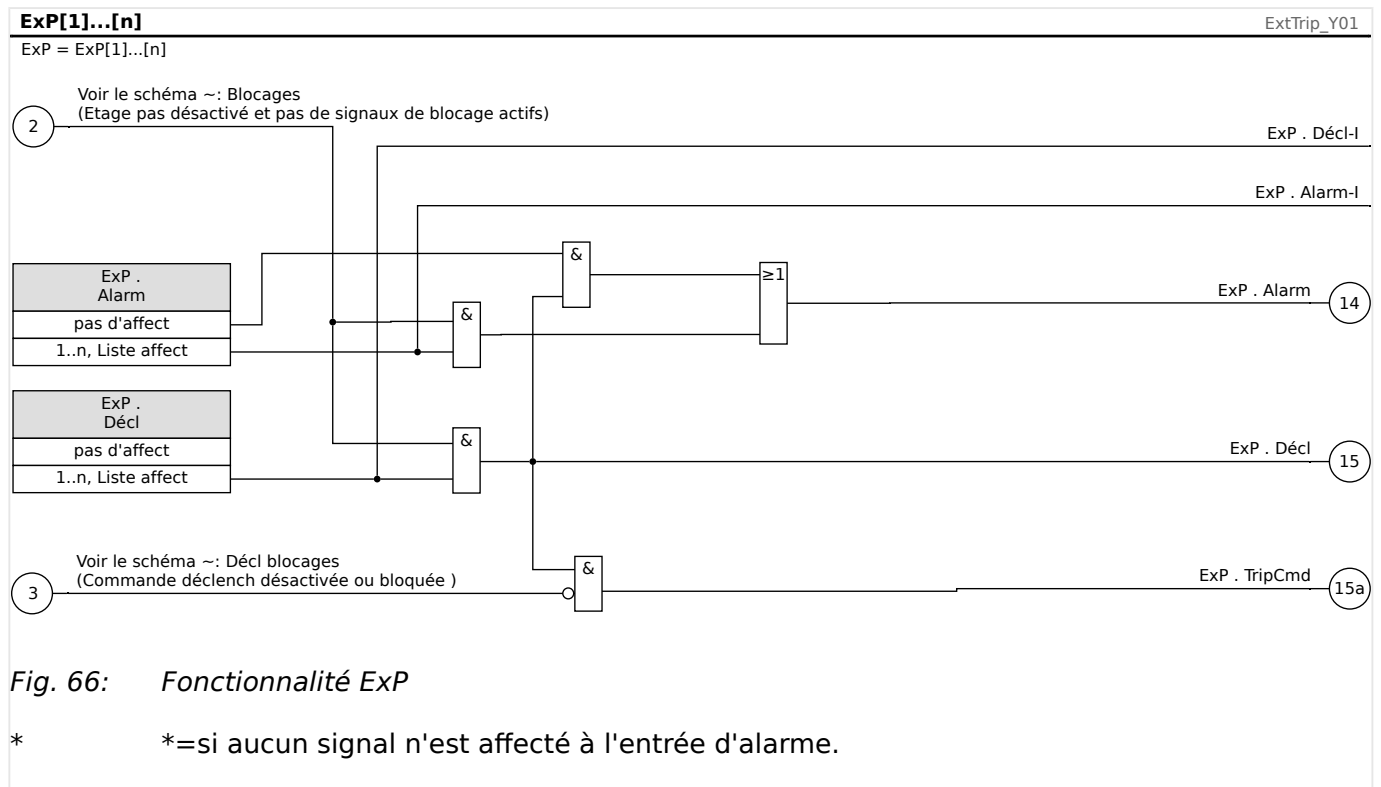 ExP[1]...[n]
ExtTrip_Y01
ExP = ExP[1]...[n]
Voir le schéma ~: Blocages
(Etage pas désactivé et pas de signaux de blocage actifs)
2
ExP . Décl-I
ExP . Alarm-I
&
ExP .
Alarm
≥1
pas d'affect
&
ExP . Alarm
14
1..n, Liste affect
ExP .
Décl
pas d'affect
&
ExP . Décl
15
1..n, Liste affect
Voir le schéma ~: Décl blocages
(Commande déclench désactivée ou bloquée )
3
&
ExP . TripCmd
15a
Fig. 66: Fonctionnalité ExP
* *=si aucun signal n'est affecté à l'entrée d'alarme.